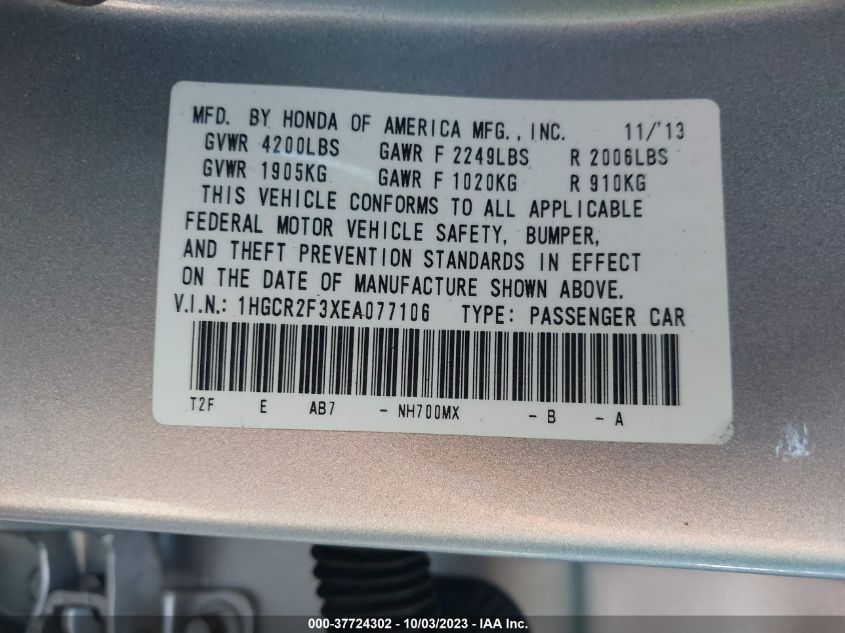 MFD. BY HONDA OF AMERICA MFG., INC. 11/'13
GVWR 4200LBS GAWR F 2249LBS R 2006LBS
GVWR 1905KG GAWR F 1020KG R 910KG
THIS VEHICLE CONFORMS TO ALL APPLICABLE
FEDERAL MOTOR VEHICLE SAFETY, BUMPER,
AND THEFT PREVENTION STANDARDS IN EFFECT
ON THE DATE OF MANUFACTURE SHOWN ABOVE.
V.I.N.: 1HGCR2F3XEA077106 TYPE: PASSENGER CAR
T2F E AB7 - NH700MX - B - A
000-37724302 - 10/03/2023 - IAA Inc.